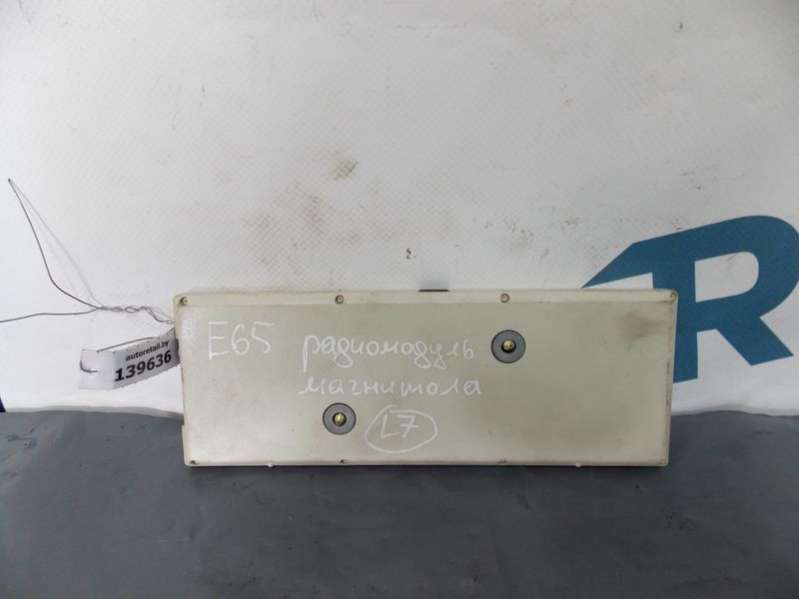 E65 радиомодуль
магнитола
L7
autoretail.by
139636
R